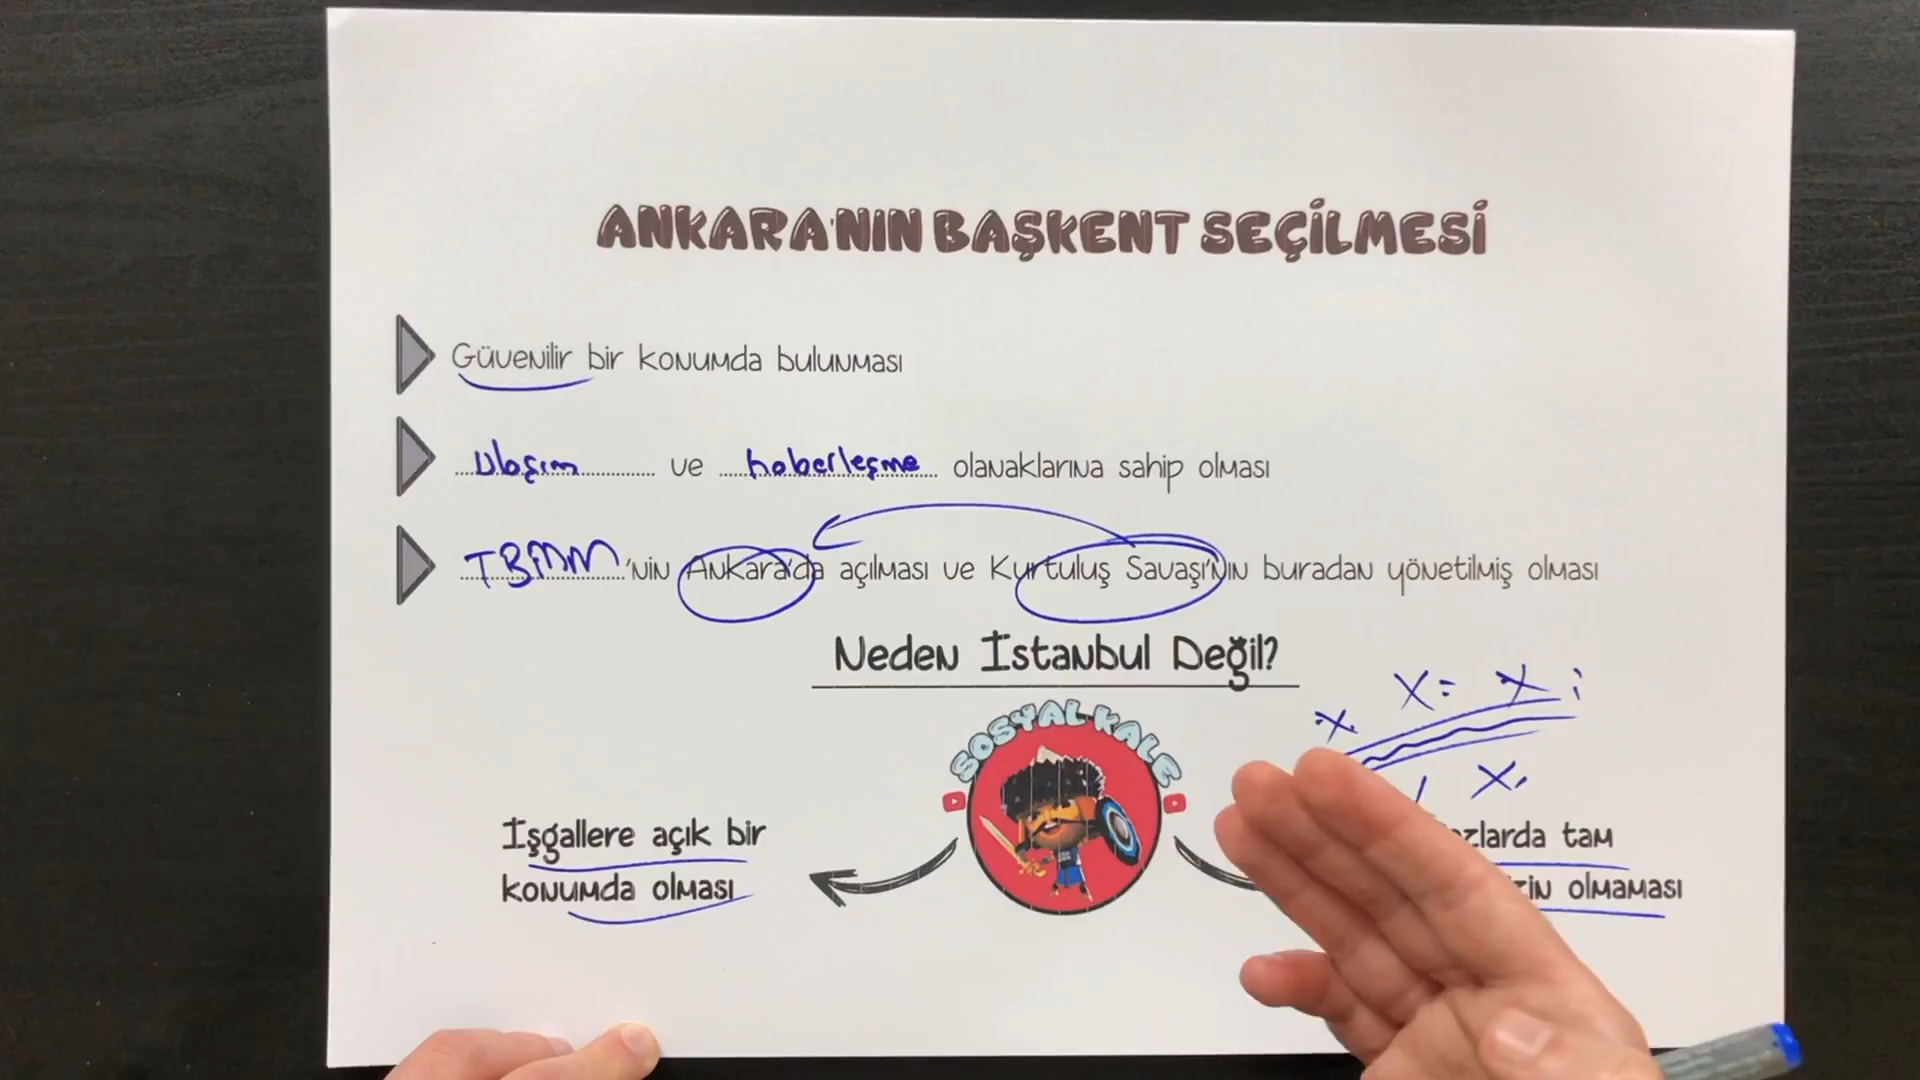 ANKARA'NIN BAŞKENT SEÇİLMESİ
Güvenilir bir konumda bulunması
Ulaşım ve haberleşme olanaklarına sahip olması
TBMM'nin Ankara'da açılması ve Kurtuluş Savaşı'nın buradan yönetilmiş olması
Neden İstanbul Değil?
SOSYAL KALE
İşgallere açık bir
konumda olması
tam
olmaması